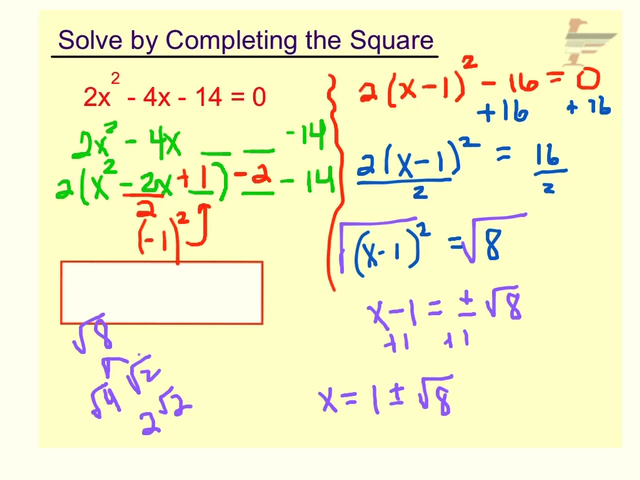 Solve by Completing the Square
2x² - 4x - 14 = 0
2x² - 4x _ _ -14
2(x² - 2x + 1) - 2 - 14
2
(-1)²
√8
√4 √2
2√2
2(x-1)² - 16 = 0
+16 +16
2(x-1)² = 16
2 2
√(x-1)² = √8
x-1 = ± √8
+1 +1
x = 1 ± √8